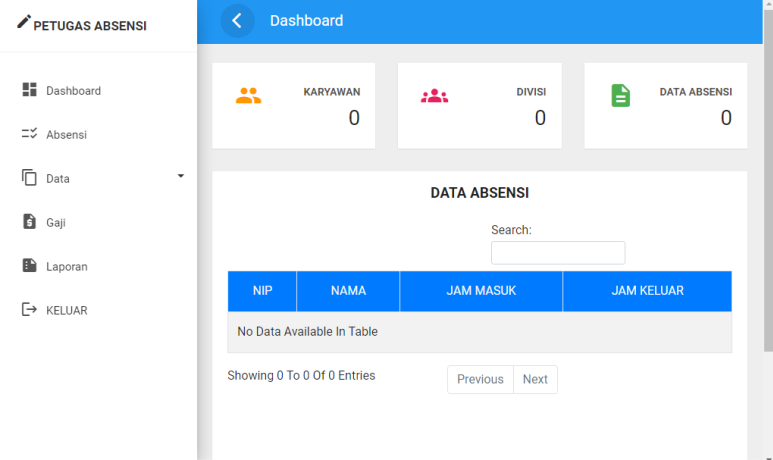 PETUGAS ABSENSI
Dashboard
Absensi
Data
Gaji
Laporan
KELUAR
Dashboard
KARYAWAN
0
DIVISI
0
DATA ABSENSI
0
DATA ABSENSI
Search:
NIP NAMA JAM MASUK JAM KELUAR
No Data Available In Table
Showing 0 To 0 Of 0 Entries
Previous Next